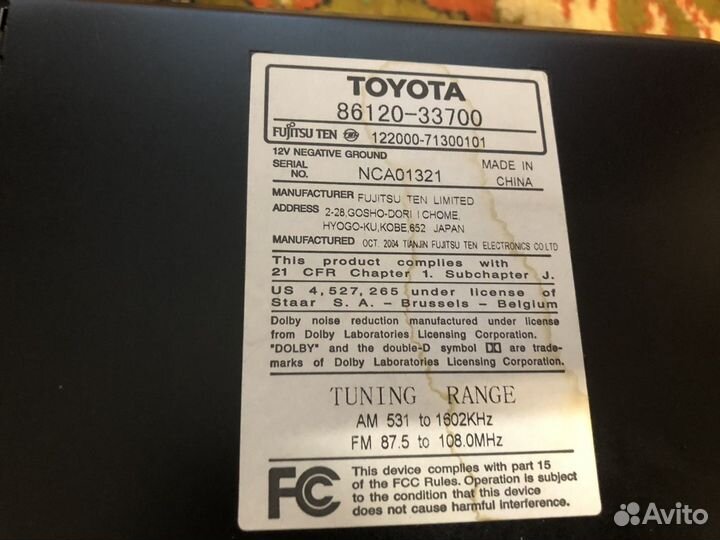 TOYOTA
86120-33700
FUJITSU TEN TEN 122000-71300101
12V NEGATIVE GROUND
SERIAL NO. NCA01321 MADE IN CHINA
MANUFACTURER FUJITSU TEN LIMITED
ADDRESS 2-28,GOSHO-DORI 1CHOME,
HYOGO-KU,KOBE,652 JAPAN
MANUFACTURED OCT. 2004 TIANJIN FUJITSU TEN ELECTRONICS CO LTD
This product complies with
21 CFR Chapter 1. Subchapter J.
US 4,527,265 under license of
Staar S. A. – Brussels – Belgium
Dolby noise reduction manufactured under license
from Dolby Laboratories Licensing Corporation.
"DOLBY" and the double-D symbol are trade-
marks of Dolby Laboratories Licensing Corporation.
TUNING RANGE
AM 531 to 1602KHz
FM 87.5 to 108.0MHz
FC This device complies with part 15
of the FCC Rules. Operation is subject
to the condition that this device
does not cause harmful interference.
Avito